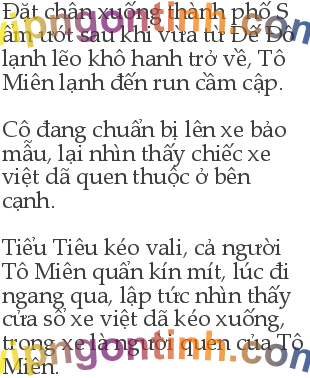 Đặt chân xuống thành phố S
ẩm ướt sau khi vừa từ Đế Đô
lạnh lẽo khô hanh trở về, Tô
Miên lạnh đến run cầm cập.
Cô đang chuẩn bị lên xe bảo
mẫu, lại nhìn thấy chiếc xe
việt dã quen thuộc ở bên
cạnh.
Tiểu Tiêu kéo vali, cả người
Tô Miên quấn kín mít, lúc đi
ngang qua, lập tức nhìn thấy
cửa sổ xe việt dã kéo xuống,
trong xe là người quen của Tô
Miên.